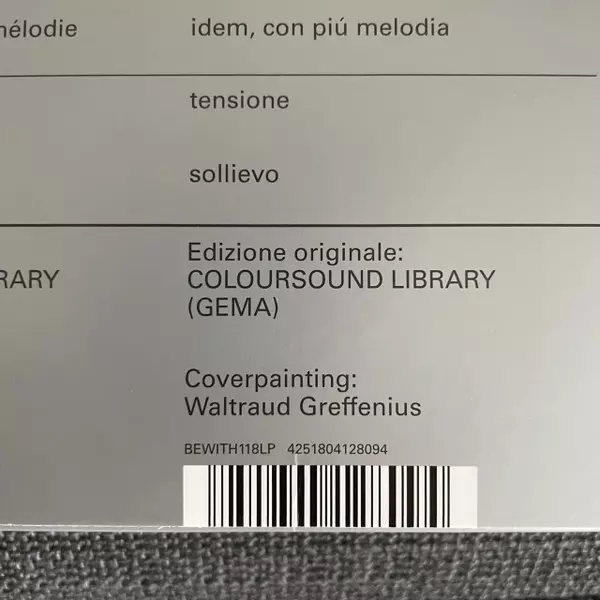 mélodie idem, con piú melodia
tensione
sollievo
Edizione originale:
RARY COLOURSOUND LIBRARY
(GEMA)
Coverpainting:
Waltraud Greffenius
BEWITH118LP 4251804128094